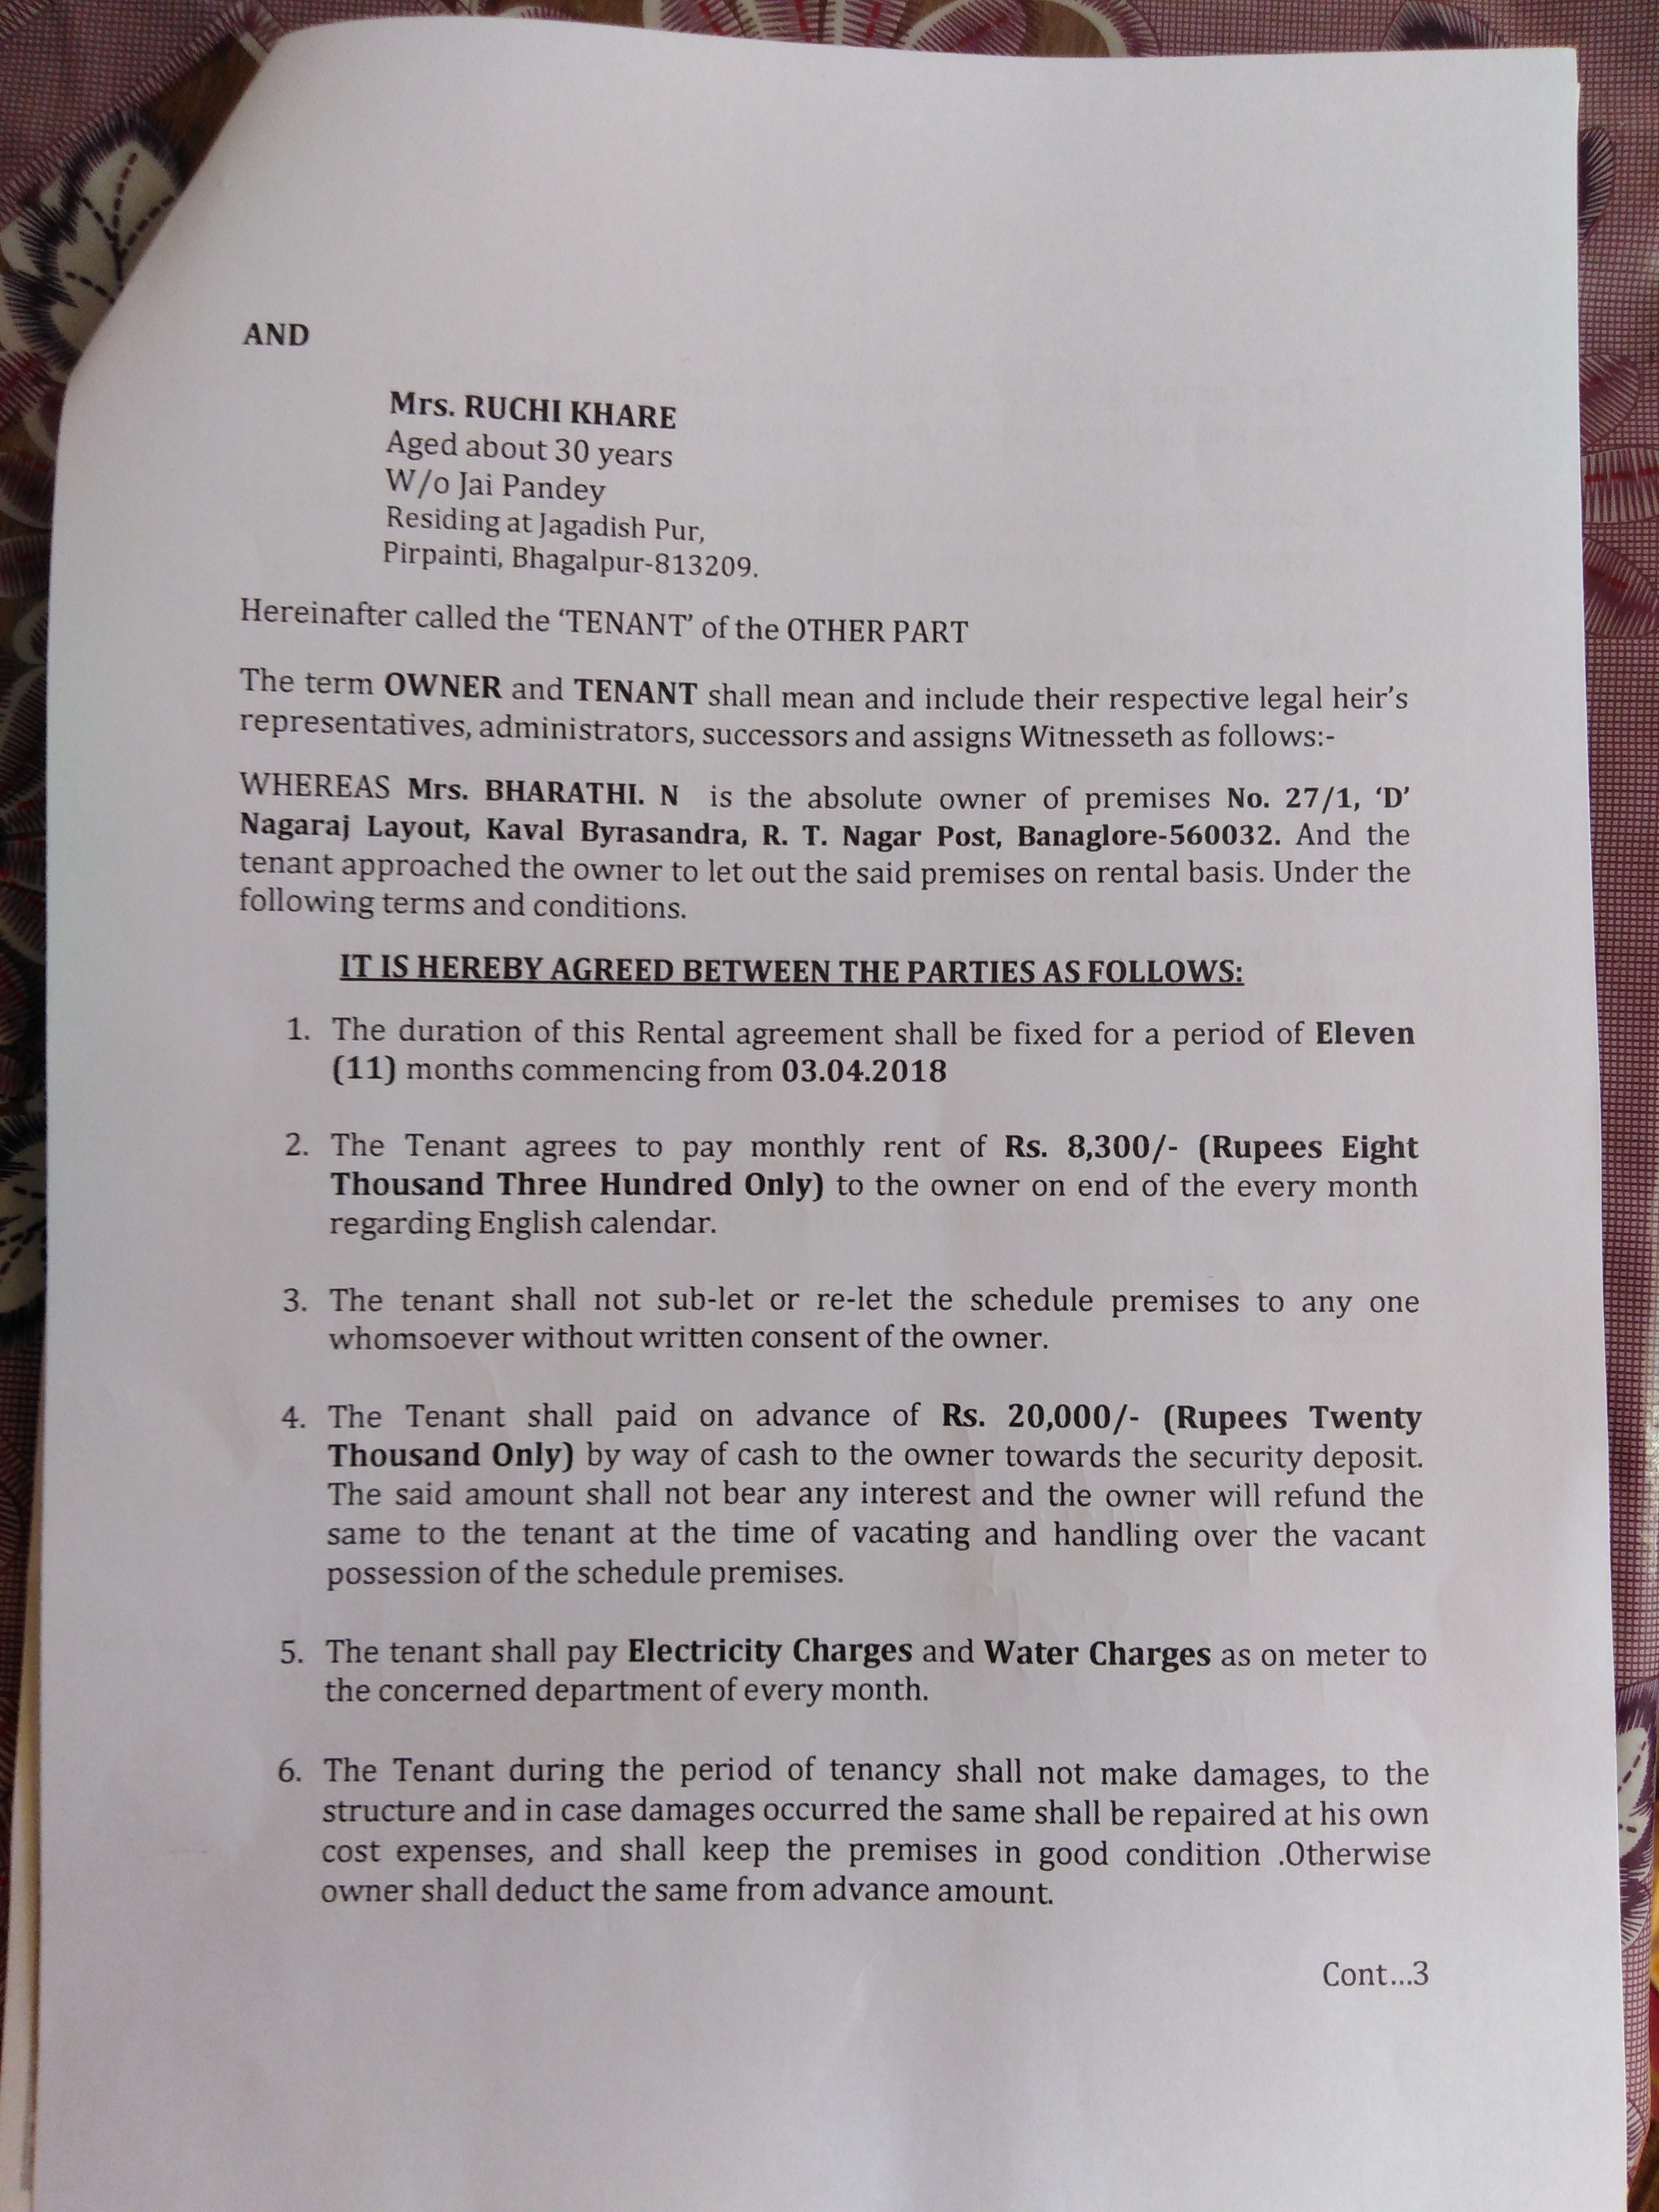 AND
Mrs. RUCHI KHARE
Aged about 30 years
W/o Jai Pandey
Residing at Jagadish Pur,
Pirpainti, Bhagalpur-813209.
Hereinafter called the ‘TENANT’ of the OTHER PART
The term OWNER and TENANT shall mean and include their respective legal heir’s
representatives, administrators, successors and assigns Witnesseth as follows:-
WHEREAS Mrs. BHARATHI. N is the absolute owner of premises No. 27/1, ‘D’
Nagaraj Layout, Kaval Byrasandra, R. T. Nagar Post, Banaglore-560032. And the
tenant approached the owner to let out the said premises on rental basis. Under the
following terms and conditions.
IT IS HEREBY AGREED BETWEEN THE PARTIES AS FOLLOWS:
1. The duration of this Rental agreement shall be fixed for a period of Eleven
(11) months commencing from 03.04.2018
2. The Tenant agrees to pay monthly rent of Rs. 8,300/- (Rupees Eight
Thousand Three Hundred Only) to the owner on end of the every month
regarding English calendar.
3. The tenant shall not sub-let or re-let the schedule premises to any one
whomsoever without written consent of the owner.
4. The Tenant shall paid on advance of Rs. 20,000/- (Rupees Twenty
Thousand Only) by way of cash to the owner towards the security deposit.
The said amount shall not bear any interest and the owner will refund the
same to the tenant at the time of vacating and handling over the vacant
possession of the schedule premises.
5. The tenant shall pay Electricity Charges and Water Charges as on meter to
the concerned department of every month.
6. The Tenant during the period of tenancy shall not make damages, to the
structure and in case damages occurred the same shall be repaired at his own
cost expenses, and shall keep the premises in good condition .Otherwise
owner shall deduct the same from advance amount.
Cont...3